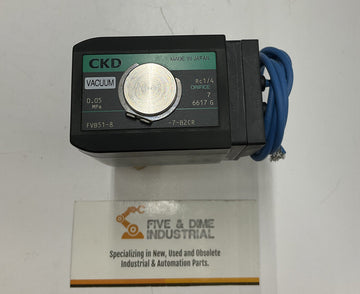 CKD
MADE IN JAPAN
VACUUM
Rc1/4
ORIFICE
0.05
7
MPa
6617 G
FVB51-8
-7-B2CR
FIVE & DIME
INDUSTRIAL
Specializing in New, Used and Obsolete
Industrial & Automation Parts.